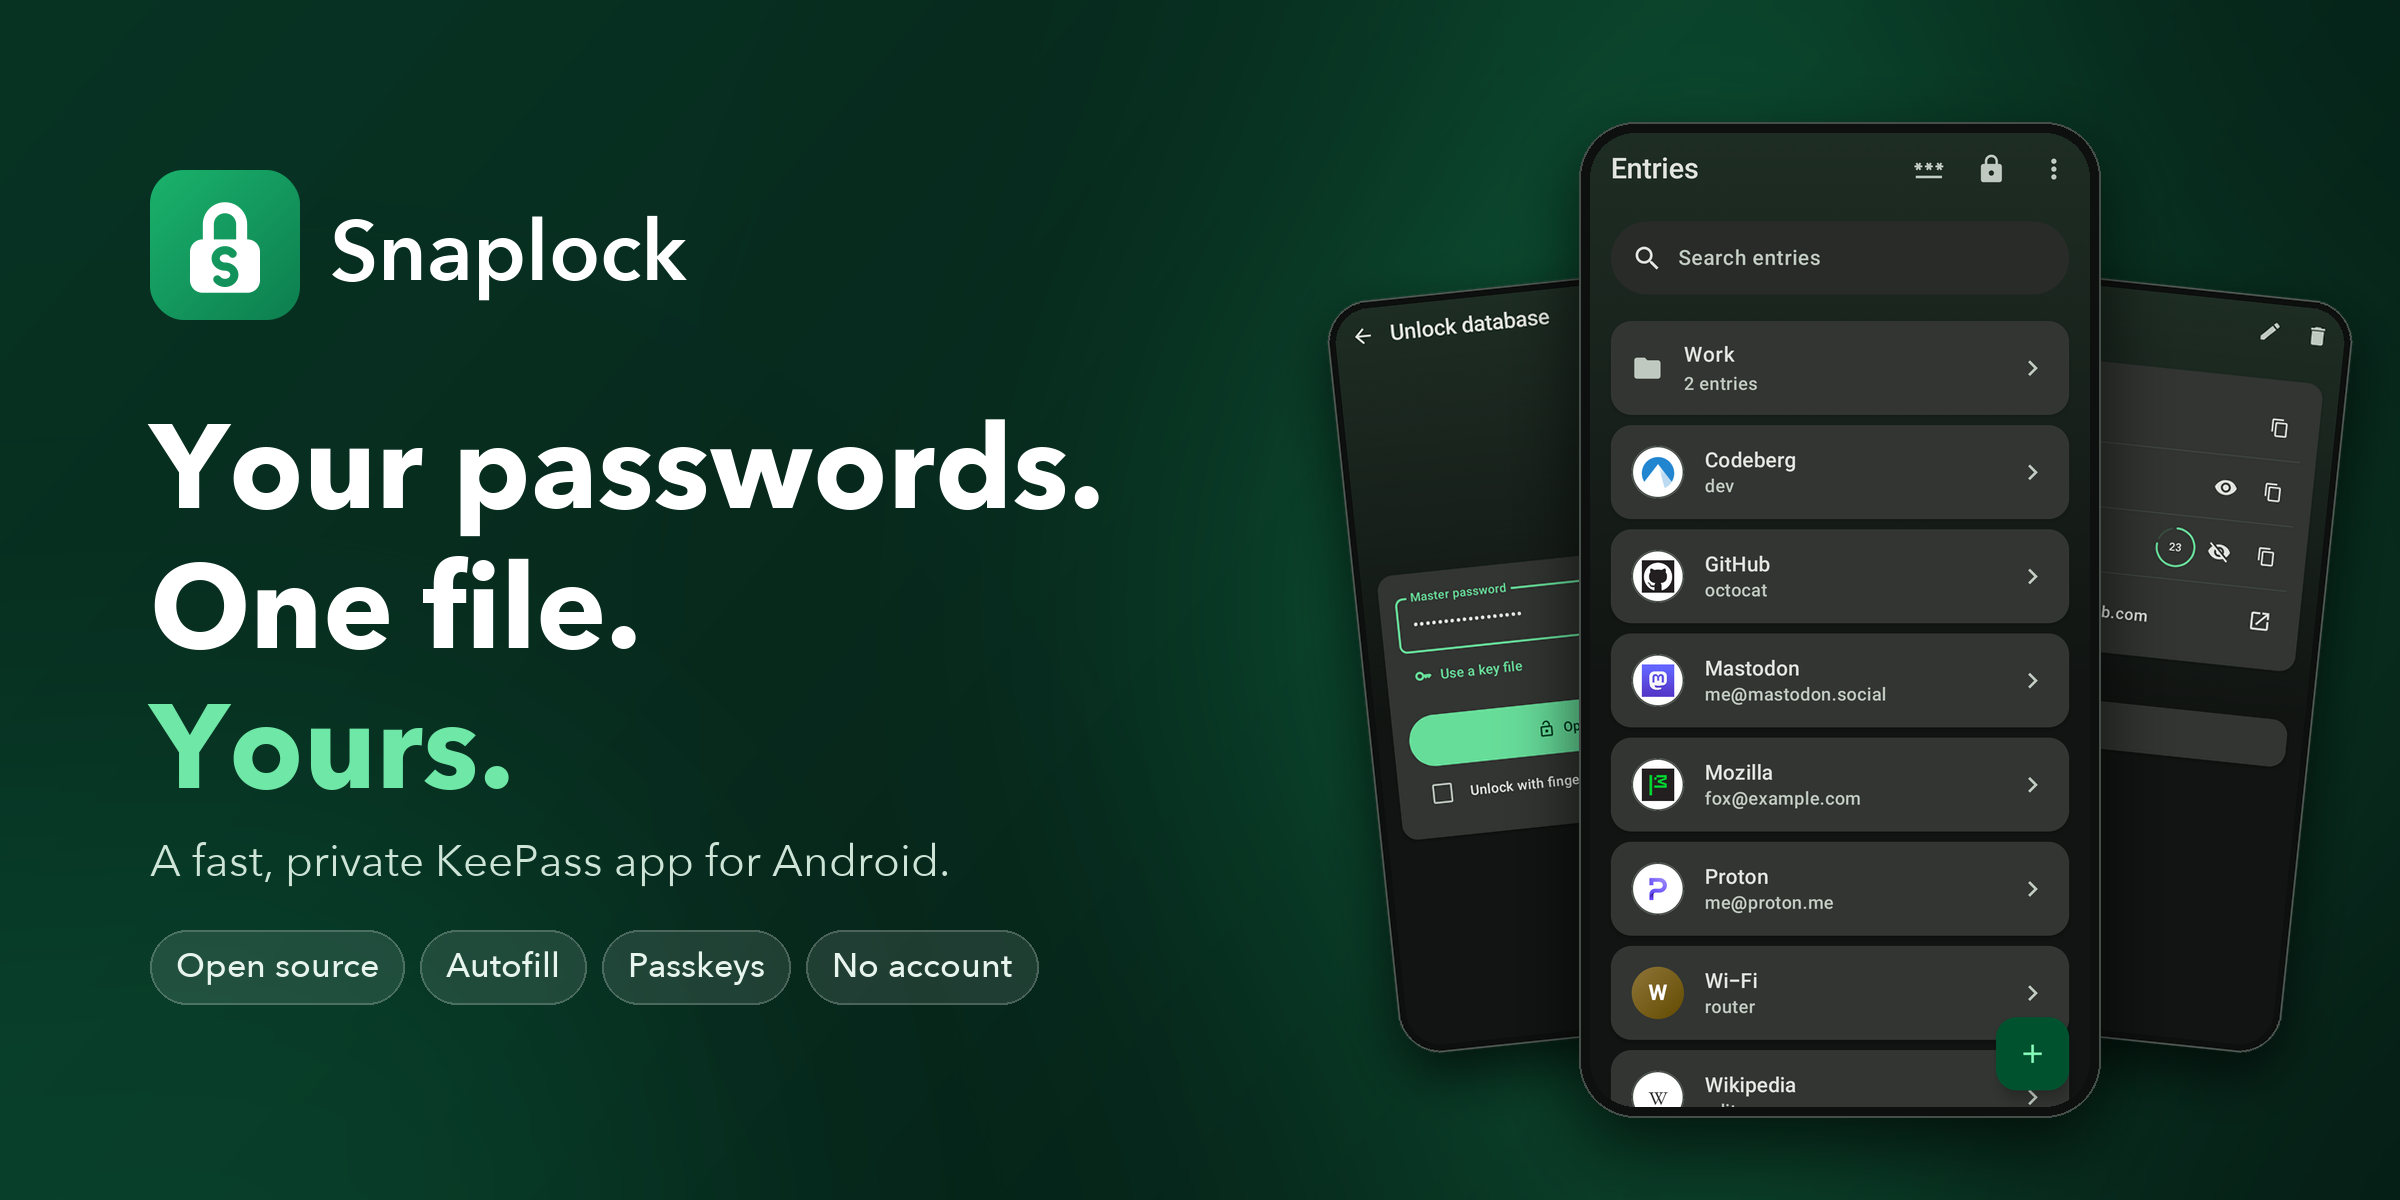 Snaplock
Your passwords.
One file.
Yours.
A fast, private KeePass app for Android.
Open source
Autofill
Passkeys
No account
Unlock database
Master password
Use a key file
Unlock with
Entries
Search entries
Work
2 entries
Codeberg
dev
GitHub
octocat
Mastodon
me@mastodon.social
Mozilla
fox@example.com
Proton
me@proton.me
W
Wi-Fi
router
W
Wikipedia
23
b.com